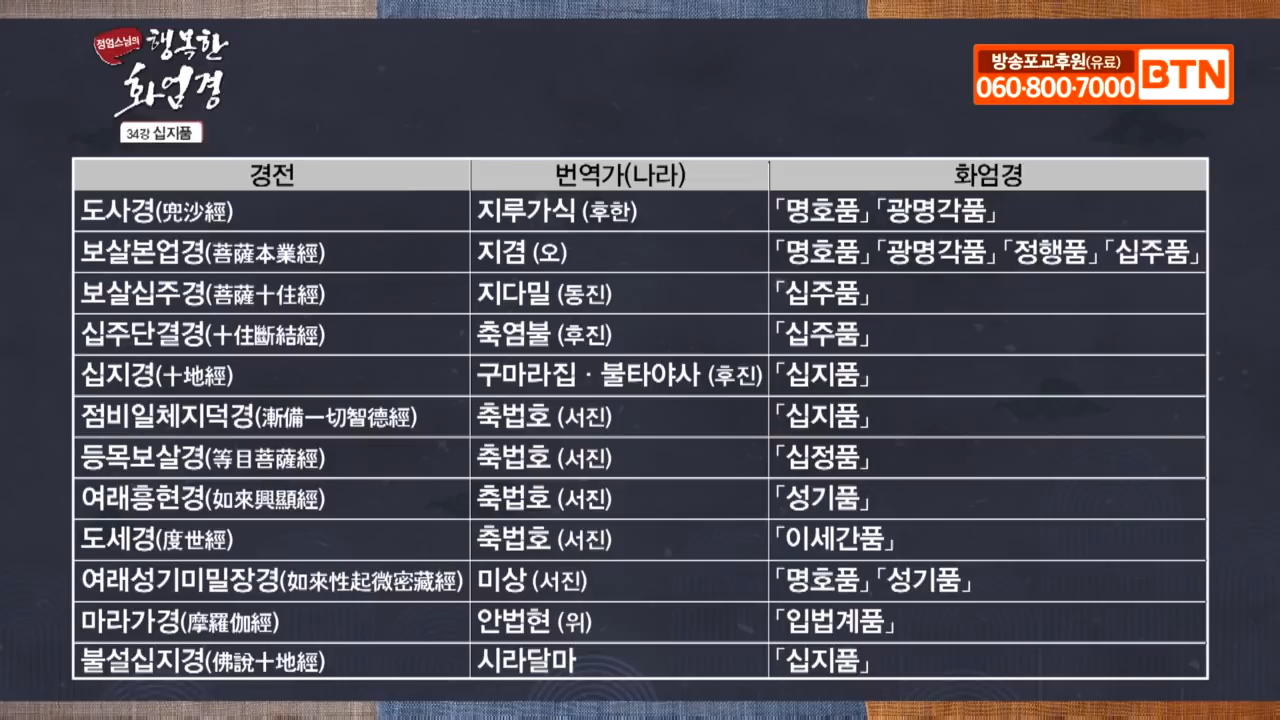 정엄스님의 행복한
화엄경
34강 십지품
방송포교후원(유료)
060·800·7000 BTN
경전 번역가(나라) 화엄경
도사경(兜沙經) 지루가식 (후한) 「명호품」「광명각품」
보살본업경(菩薩本業經) 지겸 (오) 「명호품」「광명각품」「정행품」「십주품」
보살십주경(菩薩十住經) 지다밀 (동진) 「십주품」
십주단결경(十住斷結經) 축염불 (후진) 「십주품」
십지경(十地經) 구마라집 · 불타야사 (후진) 「십지품」
점비일체지덕경(漸備一切智德經) 축법호 (서진) 「십지품」
등목보살경(等目菩薩經) 축법호 (서진) 「십정품」
여래흥현경(如來興顯經) 축법호 (서진) 「성기품」
도세경(度世經) 축법호 (서진) 「이세간품」
여래성기미밀장경(如來性起微密藏經) 미상 (서진) 「명호품」「성기품」
마라가경(摩羅伽經) 안법현 (위) 「입법계품」
불설십지경(佛說十地經) 시라달마 「십지품」